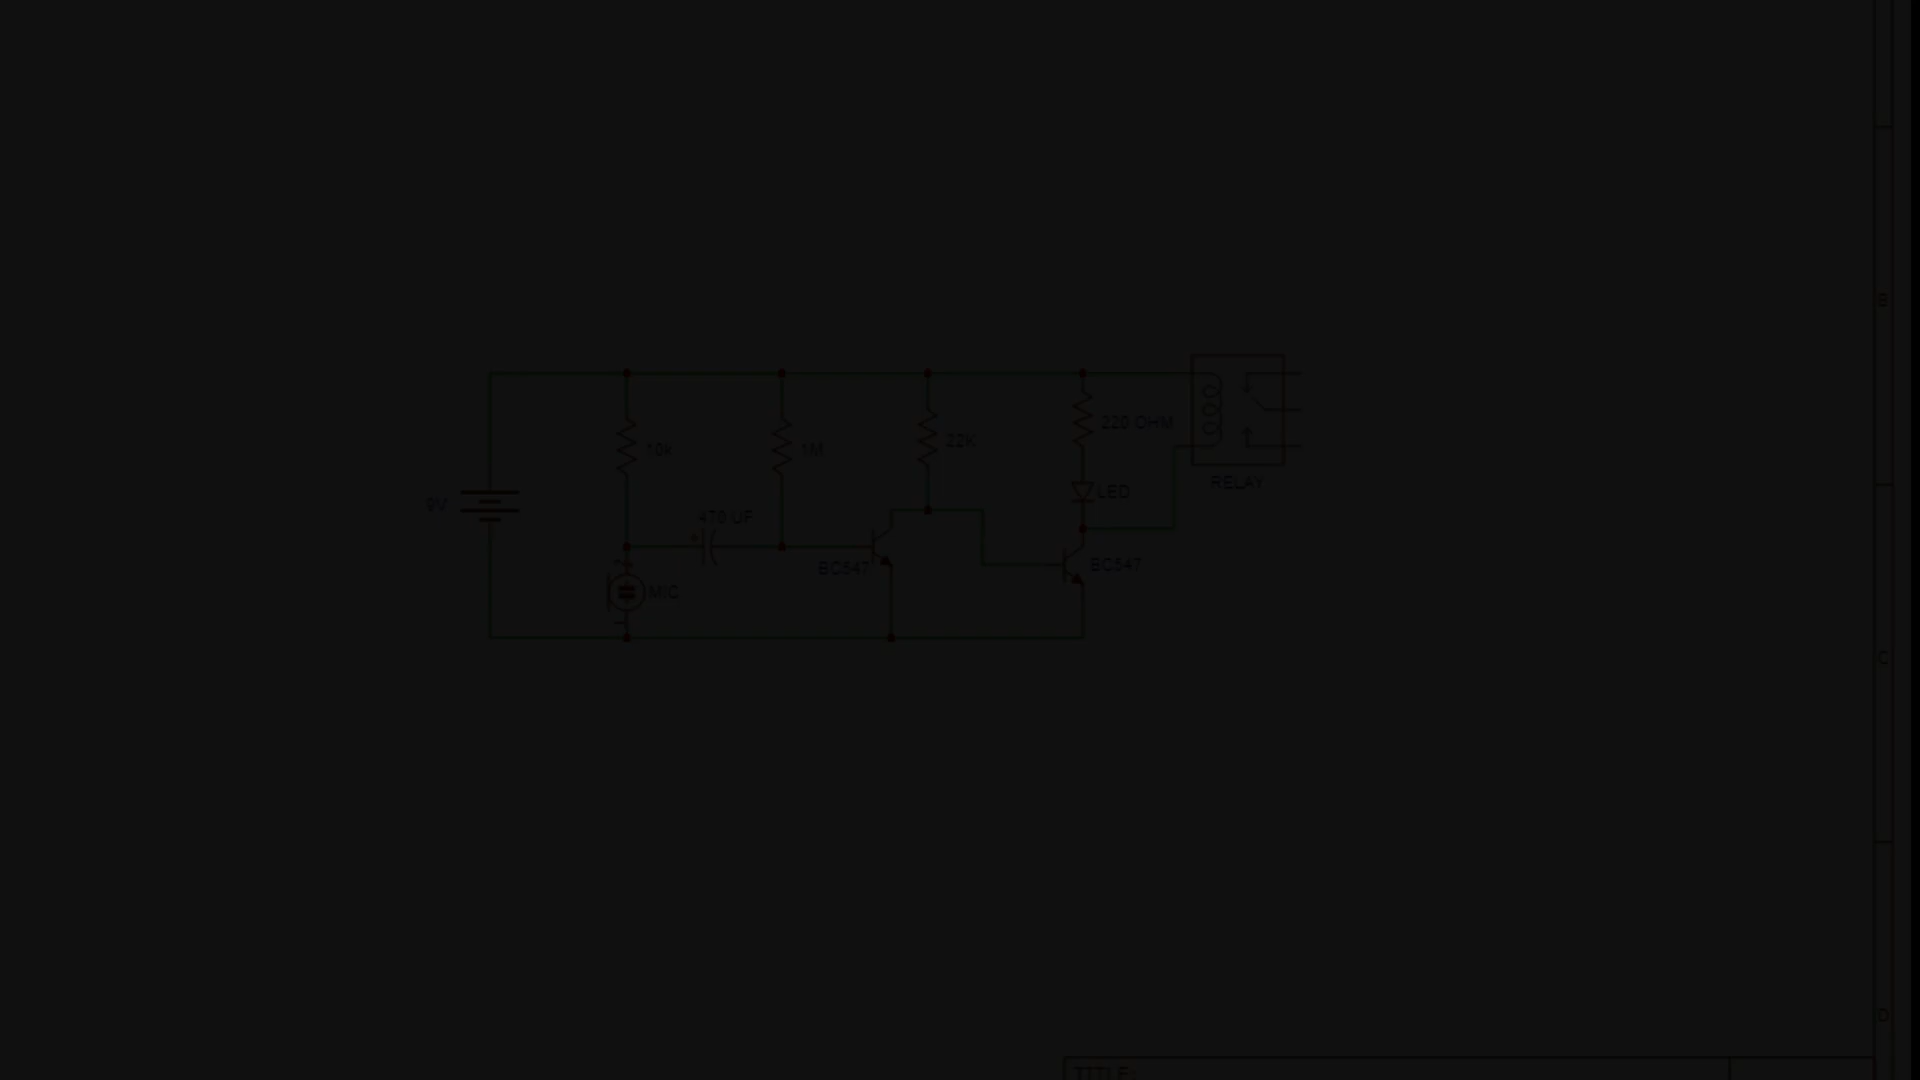 B
220 OHM
10k
1M
22K
RELAY
LED
9V
470 UF
BC547
BC547
MIC
C
D
TITLE: